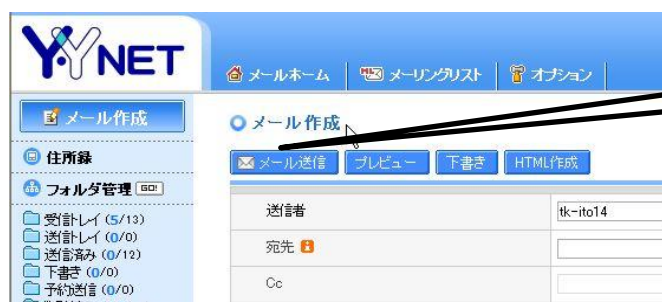 YYNET
メールホーム メーリングリスト オプション
メール作成
住所録
フォルダ管理 GO!
受信トレイ (5/13)
送信トレイ (0/0)
送信済み (0/12)
下書き (0/0)
予約送信 (0/0)
メール作成
メール送信 プレビュー 下書き HTML作成
送信者 tk-ito14
宛先
Cc